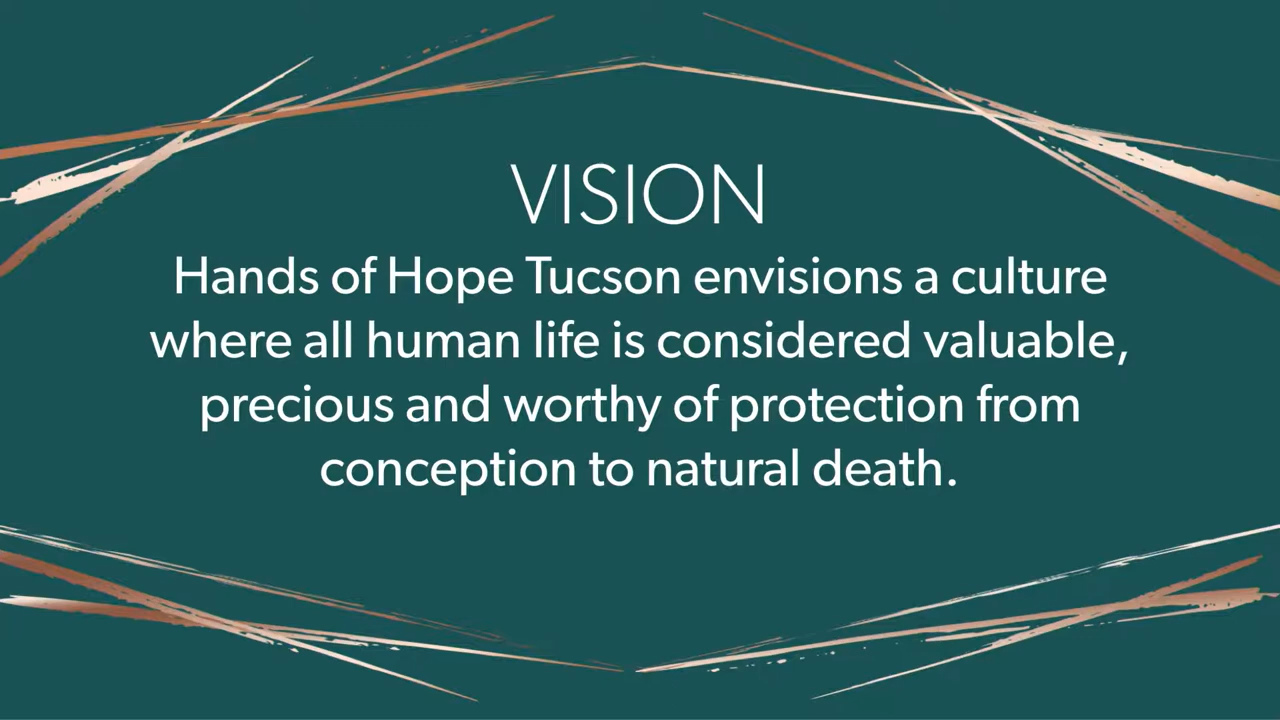 VISION
Hands of Hope Tucson envisions a culture
where all human life is considered valuable,
precious and worthy of protection from
conception to natural death.